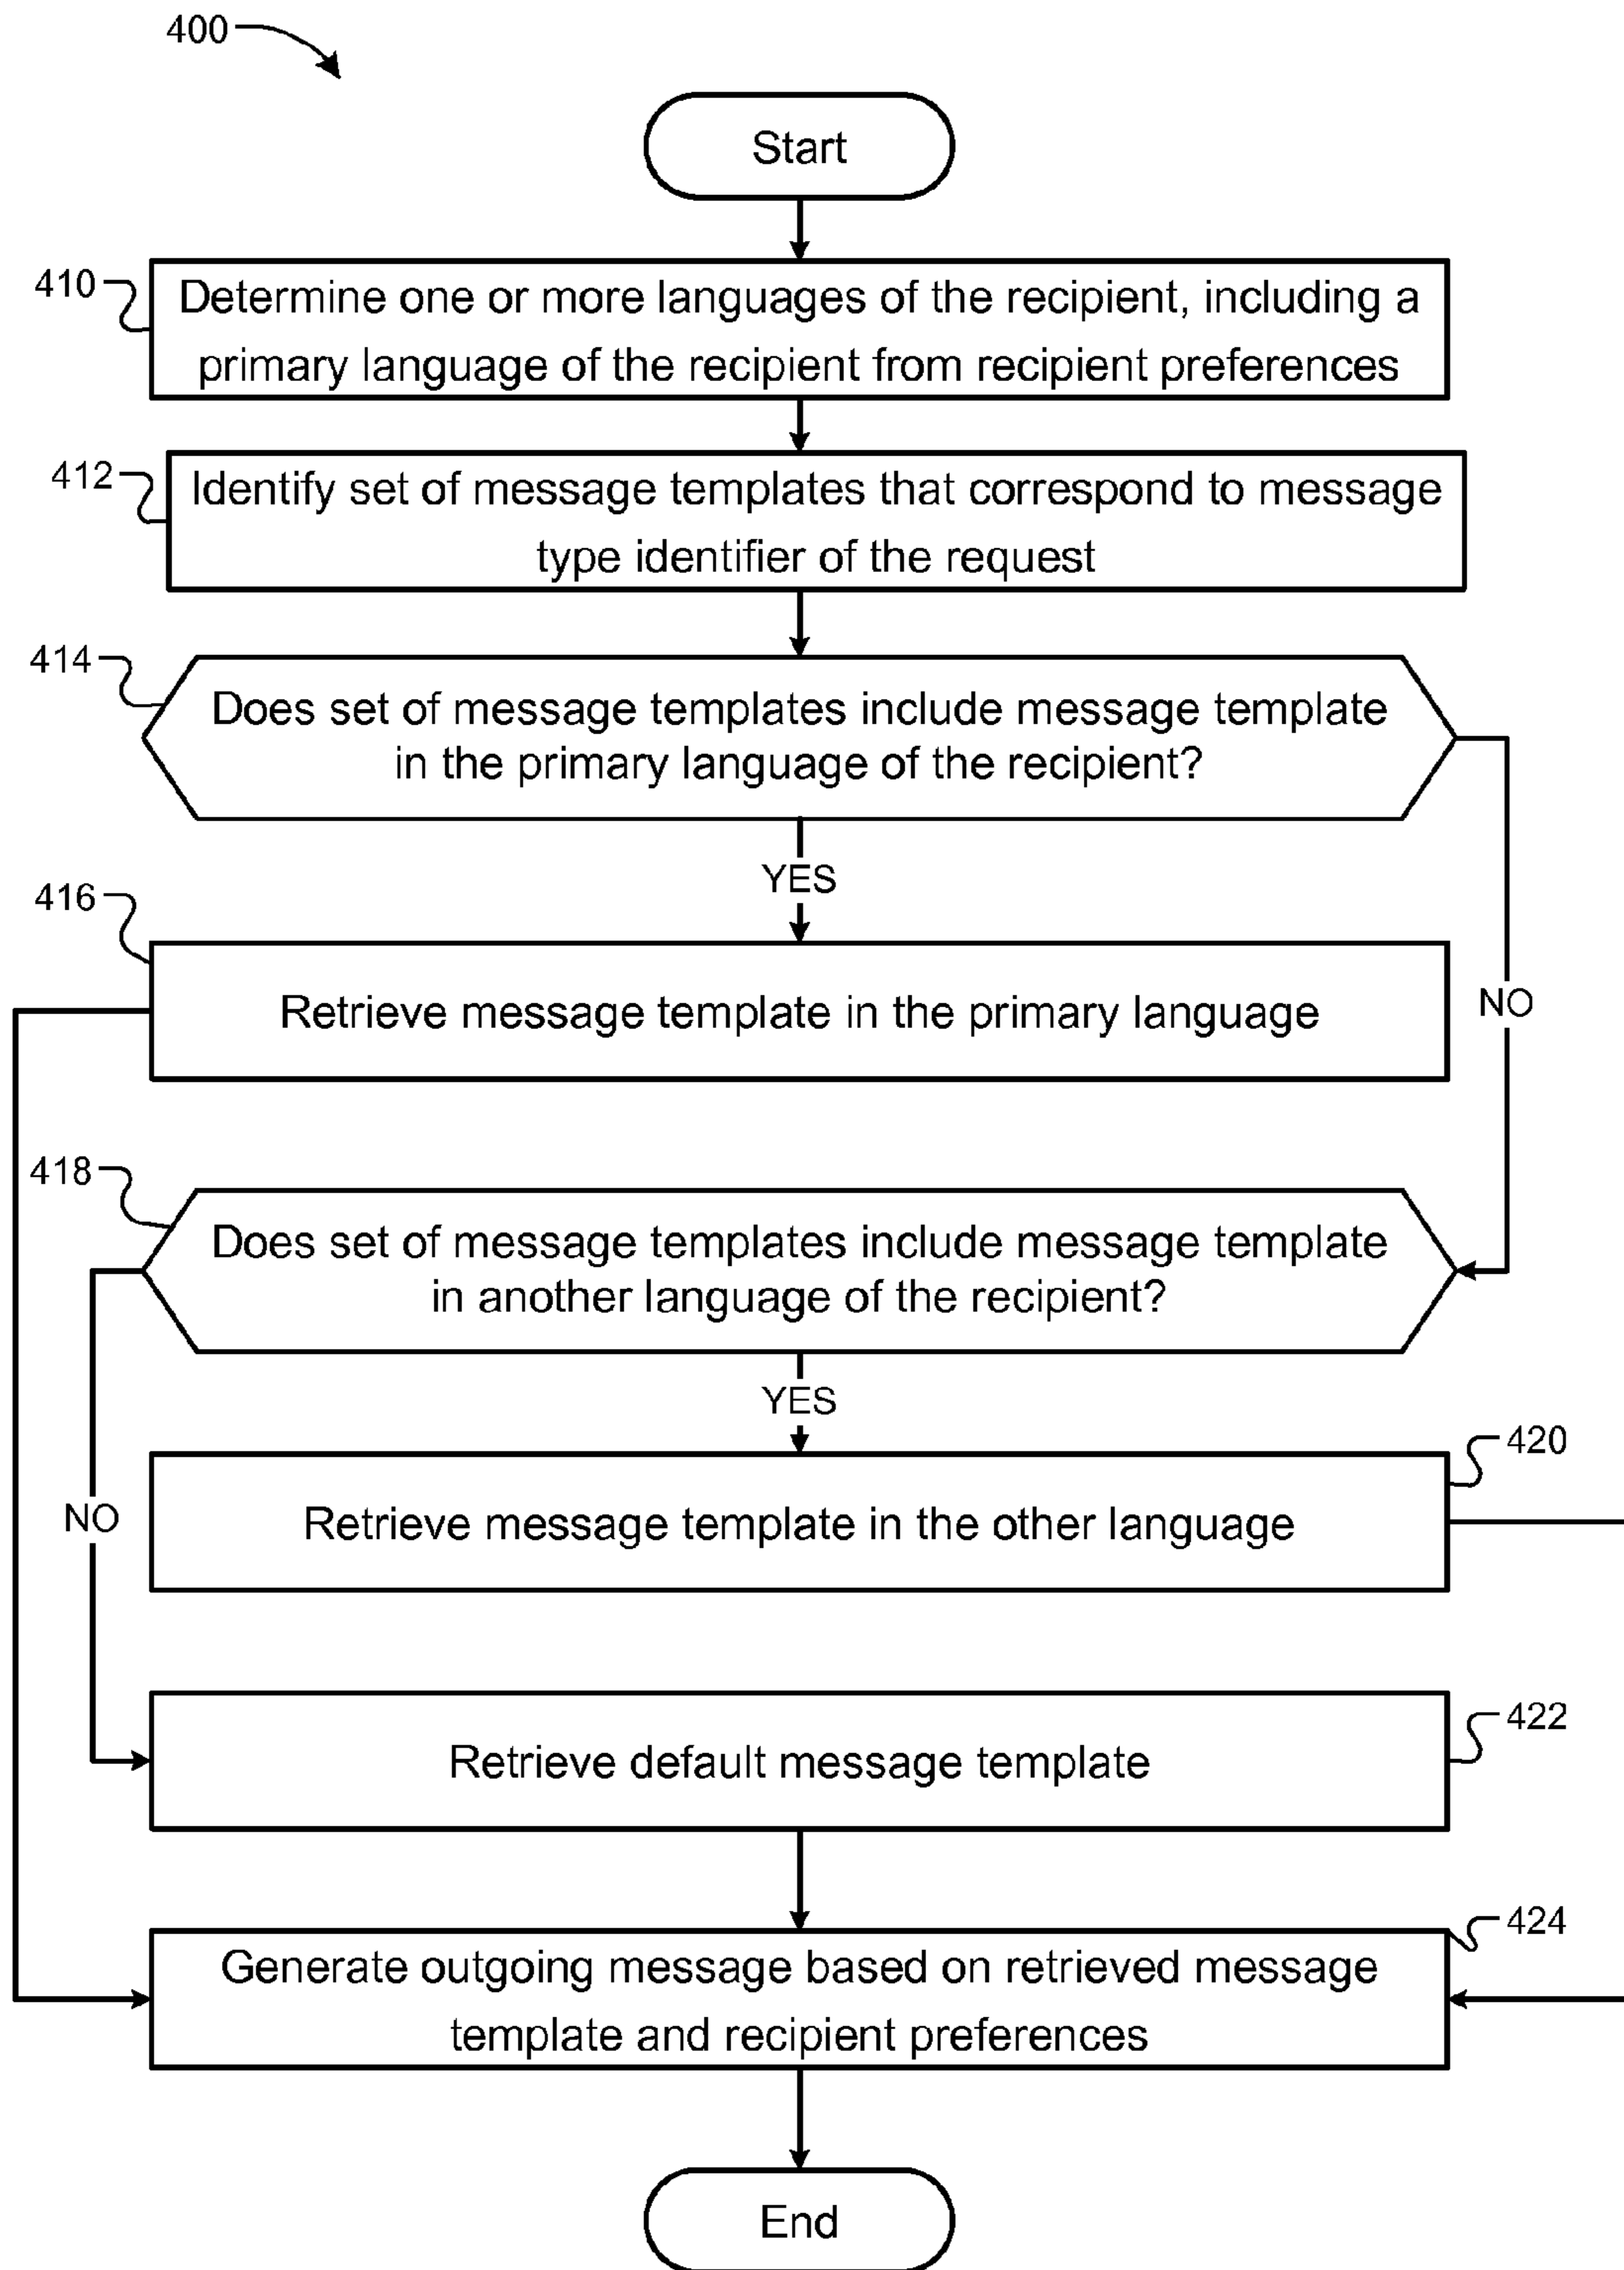 400
Start
410
Determine one or more languages of the recipient, including a
primary language of the recipient from recipient preferences
412
Identify set of message templates that correspond to message
type identifier of the request
414
Does set of message templates include message template
in the primary language of the recipient?
YES
416
Retrieve message template in the primary language
NO
418
Does set of message templates include message template
in another language of the recipient?
YES
420
Retrieve message template in the other language
NO
422
Retrieve default message template
424
Generate outgoing message based on retrieved message
template and recipient preferences
End